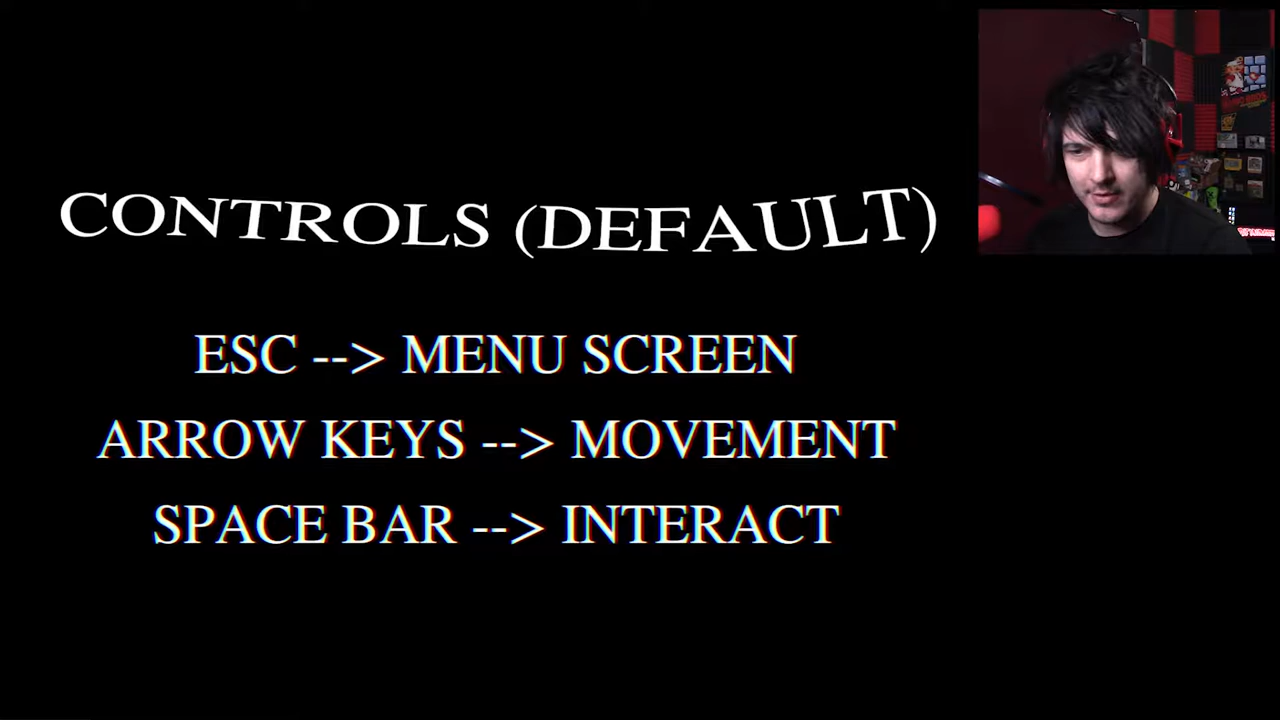 CONTROLS (DEFAULT)
ESC --> MENU SCREEN
ARROW KEYS --> MOVEMENT
SPACE BAR --> INTERACT